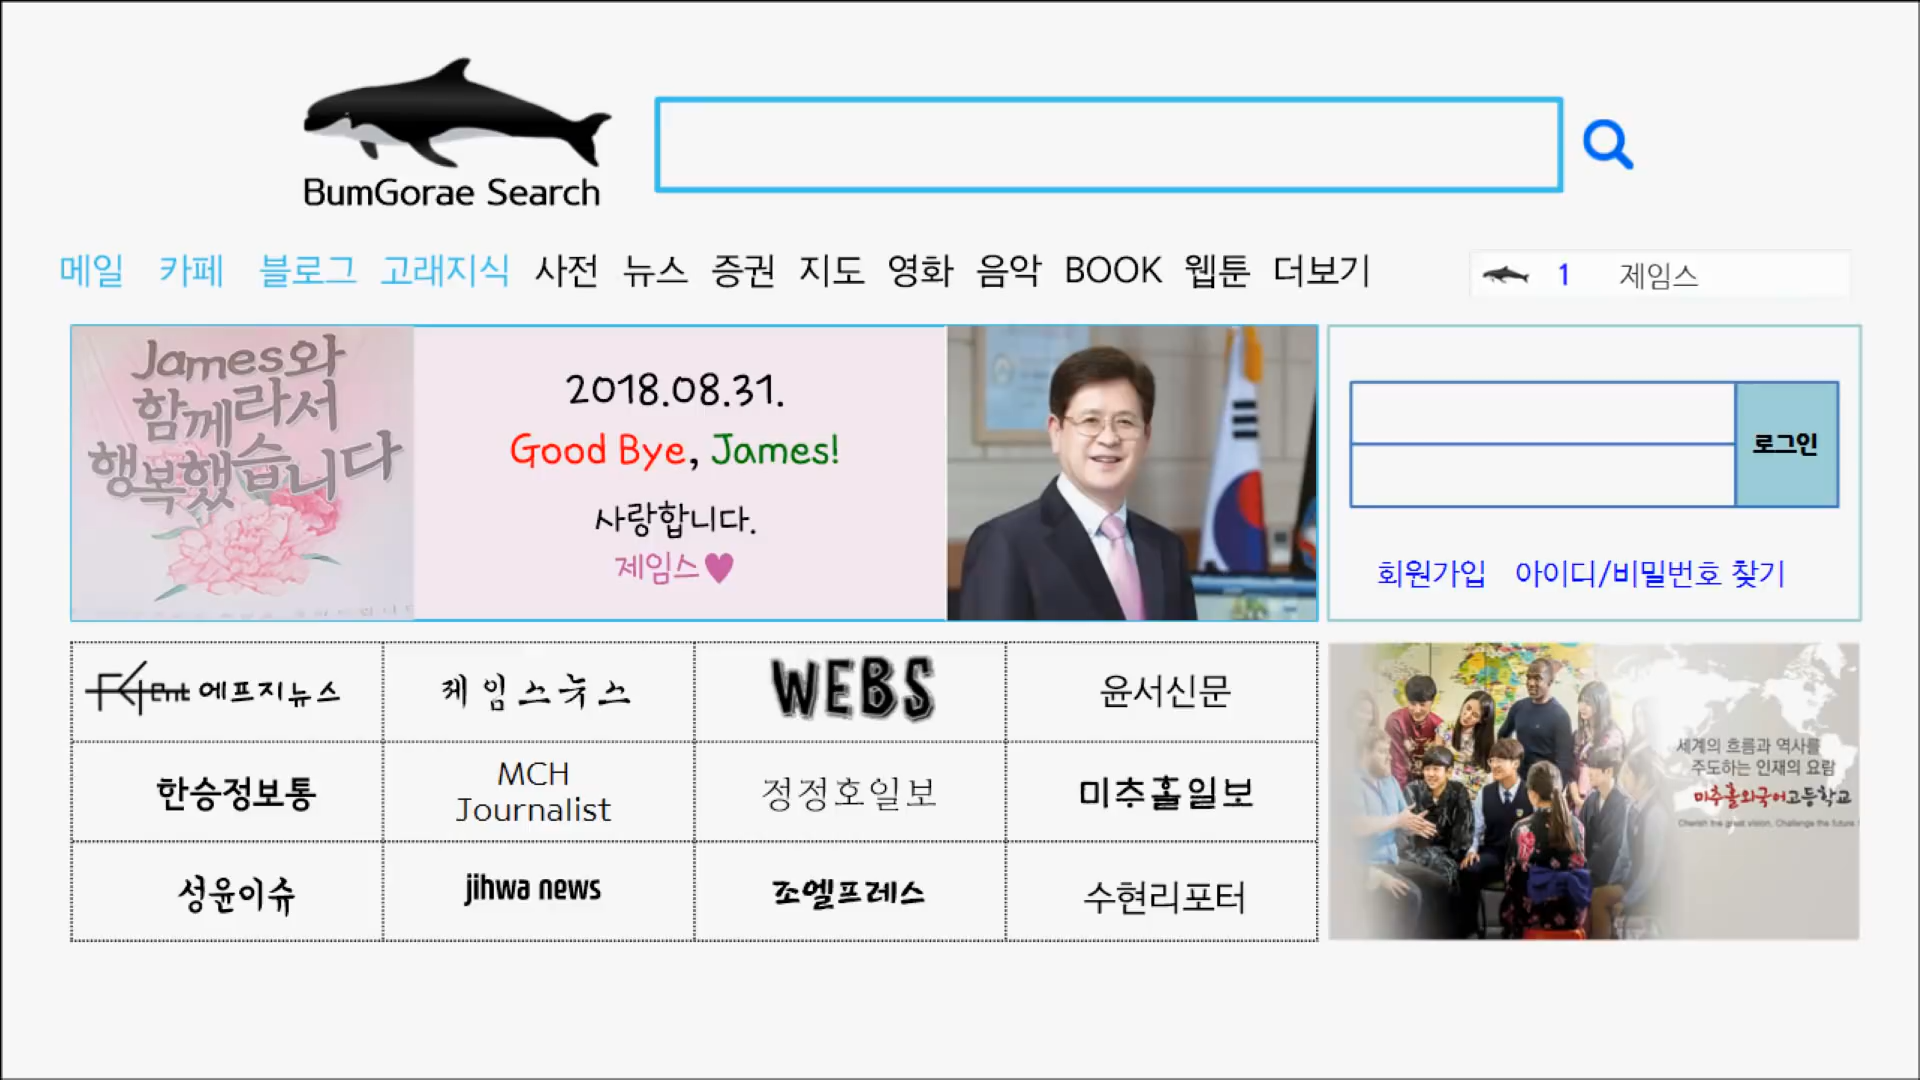 BumGorae Search
메일 카페 블로그 고래지식 사전 뉴스 증권 지도 영화 음악 BOOK 웹툰 더보기
1 제임스
James와
함께라서
행복했습니다
2018.08.31.
Good Bye, James!
사랑합니다.
제임스♥
로그인
회원가입 아이디/비밀번호 찾기
에프지뉴스
제임스뉴스
WEBS
윤서신문
한승정보통
MCH
Journalist
정정호일보
미추홀일보
성윤이슈
jihwa news
조엘프레스
수현리포터
세계의 흐름과 역사를
주도하는 인재의 요람
미추홀외국어고등학교
Cherish the great vision, Challenge the future